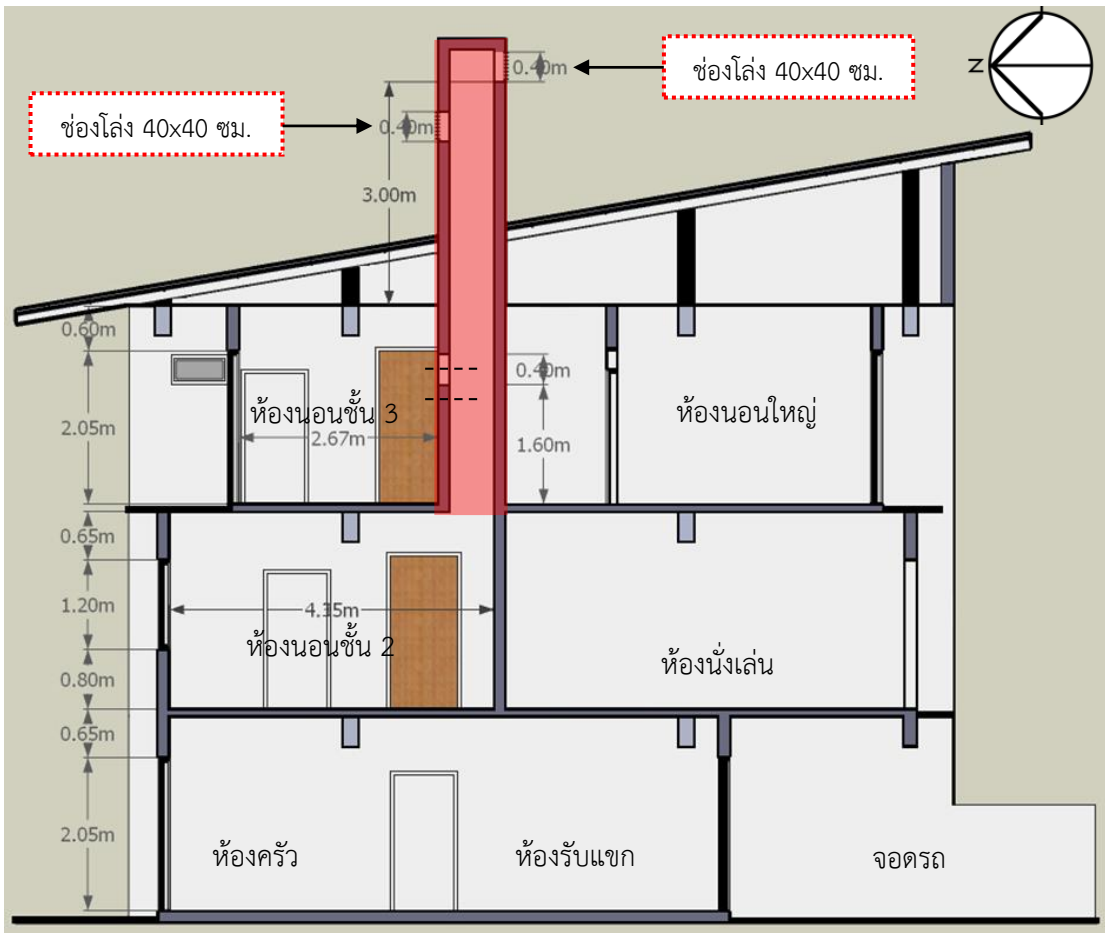 ช่องโล่ง 40x40 ซม.
0.40m
N
ช่องโล่ง 40x40 ซม.
0.40m
3.00m
0.60m
0.40m
ห้องนอนชั้น 3
ห้องนอนใหญ่
2.05m
2.67m
1.60m
0.65m
1.20m
4.35m
ห้องนอนชั้น 2
ห้องนั่งเล่น
0.80m
0.65m
2.05m
ห้องครัว
ห้องรับแขก
จอดรถ